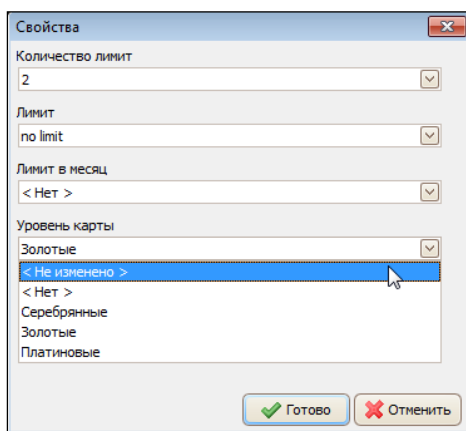 Свойства
Количество лимит
2
Лимит
no limit
Лимит в месяц
< Нет >
Уровень карты
Золотые
< Не изменено >
< Нет >
Серебрянные
Золотые
Платиновые
Готово
Отменить